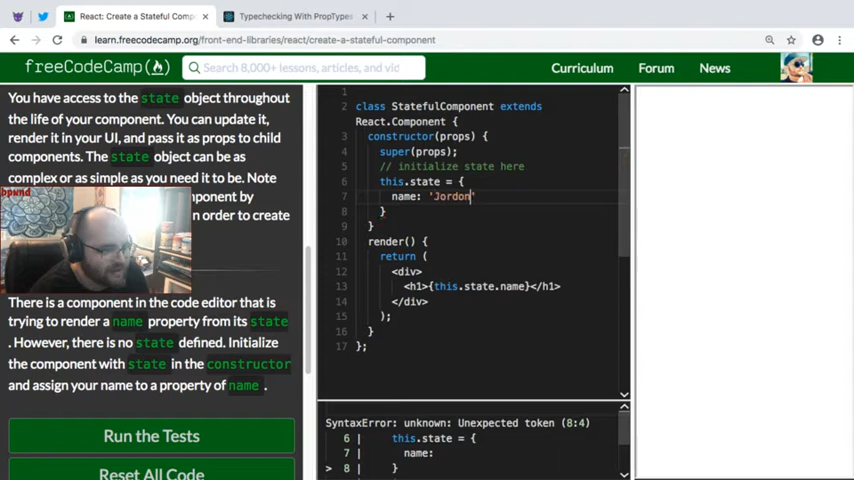 React: Create a Stateful Comp
Typechecking With PropTypes
learn.freecodecamp.org/front-end-libraries/react/create-a-stateful-component
freeCodeCamp
Search 8,000+ lessons, articles, and vid
Curriculum
Forum
News
You have access to the state object throughout
the life of your component. You can update it,
render it in your UI, and pass it as props to child
components. The state object can be as
complex or as simple as you need it to be. Note
component by
n order to create
There is a component in the code editor that is
trying to render a name property from its state
. However, there is no state defined. Initialize
the component with state in the constructor
and assign your name to a property of name .
Run the Tests
Reset All Code
1
2 class StatefulComponent extends
React.Component {
3 constructor(props) {
4 super(props);
5 // initialize state here
6 this.state = {
7 name: 'Jordon'
8 }
9 }
10 render() {
11 return (
12 <div>
13 <h1>{this.state.name}</h1>
14 </div>
15 );
16 }
17 };
SyntaxError: unknown: Unexpected token (8:4)
6 | this.state = {
7 | name:
> 8 | }